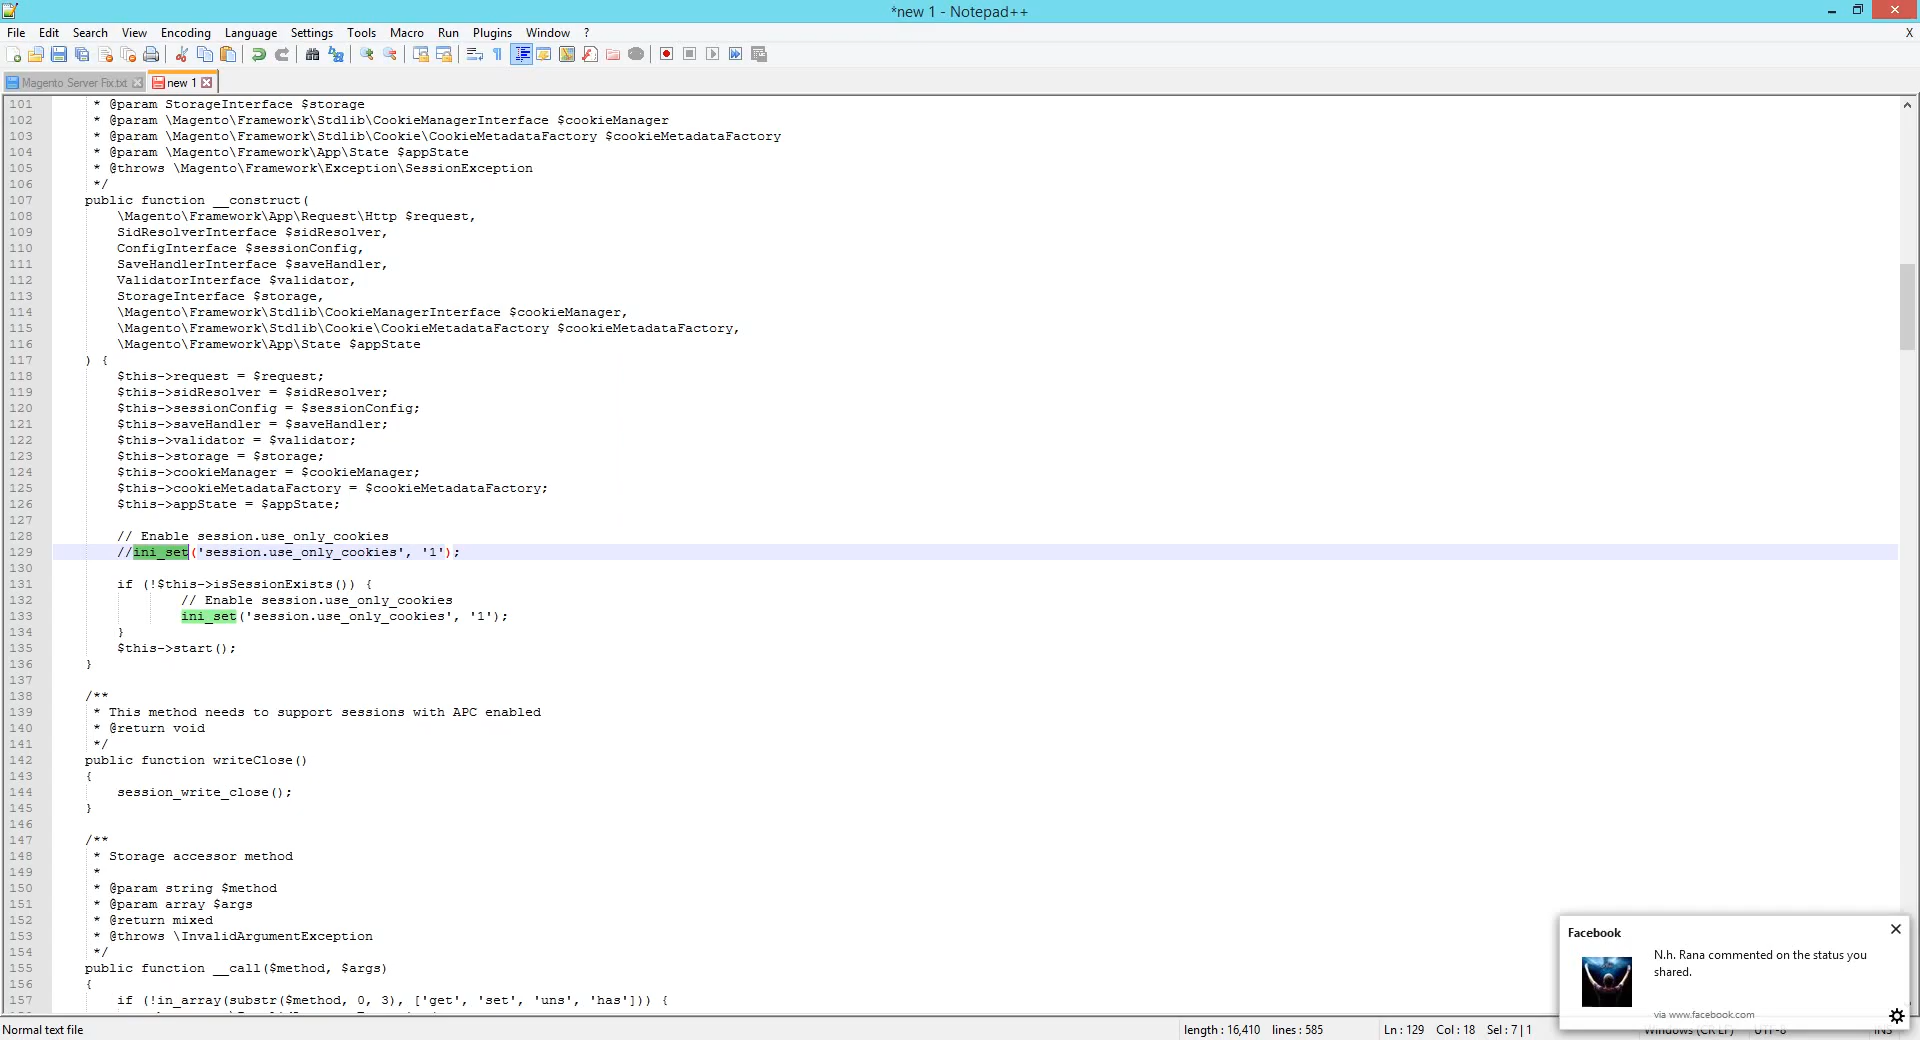 *new 1 - Notepad++
File Edit Search View Encoding Language Settings Tools Macro Run Plugins Window ? X
Magento Server Fix.txt new 1
101 * @param StorageInterface $storage
102 * @param \Magento\Framework\Stdlib\CookieManagerInterface $cookieManager
103 * @param \Magento\Framework\Stdlib\Cookie\CookieMetadataFactory $cookieMetadataFactory
104 * @param \Magento\Framework\App\State $appState
105 * @throws \Magento\Framework\Exception\SessionException
106 */
107 public function __construct(
108 \Magento\Framework\App\Request\Http $request,
109 SidResolverInterface $sidResolver,
110 ConfigInterface $sessionConfig,
111 SaveHandlerInterface $saveHandler,
112 ValidatorInterface $validator,
113 StorageInterface $storage,
114 \Magento\Framework\Stdlib\CookieManagerInterface $cookieManager,
115 \Magento\Framework\Stdlib\Cookie\CookieMetadataFactory $cookieMetadataFactory,
116 \Magento\Framework\App\State $appState
117 ) {
118 $this->request = $request;
119 $this->sidResolver = $sidResolver;
120 $this->sessionConfig = $sessionConfig;
121 $this->saveHandler = $saveHandler;
122 $this->validator = $validator;
123 $this->storage = $storage;
124 $this->cookieManager = $cookieManager;
125 $this->cookieMetadataFactory = $cookieMetadataFactory;
126 $this->appState = $appState;
127
128 // Enable session.use_only_cookies
129 //ini_set('session.use_only_cookies', '1');
130
131 if (!$this->isSessionExists()) {
132 // Enable session.use_only_cookies
133 ini_set('session.use_only_cookies', '1');
134 }
135 $this->start();
136 }
137
138 /**
139 * This method needs to support sessions with APC enabled
140 * @return void
141 */
142 public function writeClose()
143 {
144 session_write_close();
145 }
146
147 /**
148 * Storage accessor method
149 *
150 * @param string $method
151 * @param array $args
152 * @return mixed
153 * @throws \InvalidArgumentException
154 */
155 public function __call($method, $args)
156 {
157 if (!in_array(substr($method, 0, 3), ['get', 'set', 'uns', 'has'])) {
Facebook
N.h. Rana commented on the status you
shared.
via www.facebook.com
Normal text file length : 16,410 lines : 585 Ln : 129 Col : 18 Sel : 7 | 1 Windows (CR LF) UTF-8 INS